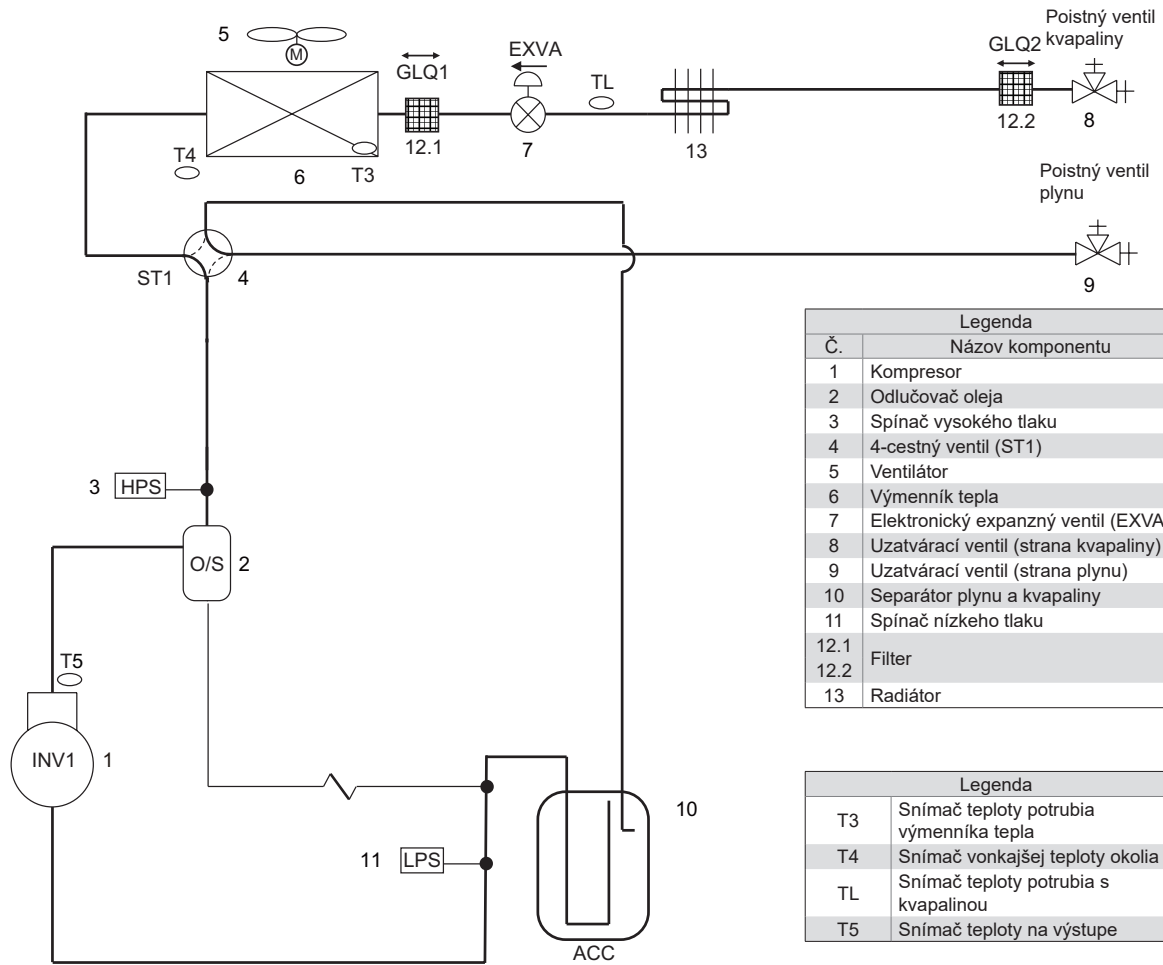 5
M
GLQ1
EXVA
TL
GLQ2
Poistný ventil
kvapaliny
12.1
7
13
12.2
8
T4
6
T3
Poistný ventil
plynu
ST1
4
9
3
HPS
O/S
2
T5
INV1
1
11
LPS
10
ACC
Legenda
Č. Názov komponentu
1 Kompresor
2 Odlučovač oleja
3 Spínač vysokého tlaku
4 4-cestný ventil (ST1)
5 Ventilátor
6 Výmenník tepla
7 Elektronický expanzný ventil (EXVA
8 Uzatvárací ventil (strana kvapaliny)
9 Uzatvárací ventil (strana plynu)
10 Separátor plynu a kvapaliny
11 Spínač nízkeho tlaku
12.1
12.2 Filter
13 Radiátor
Legenda
T3 Snímač teploty potrubia
výmenníka tepla
T4 Snímač vonkajšej teploty okolia
TL Snímač teploty potrubia s
kvapalinou
T5 Snímač teploty na výstupe